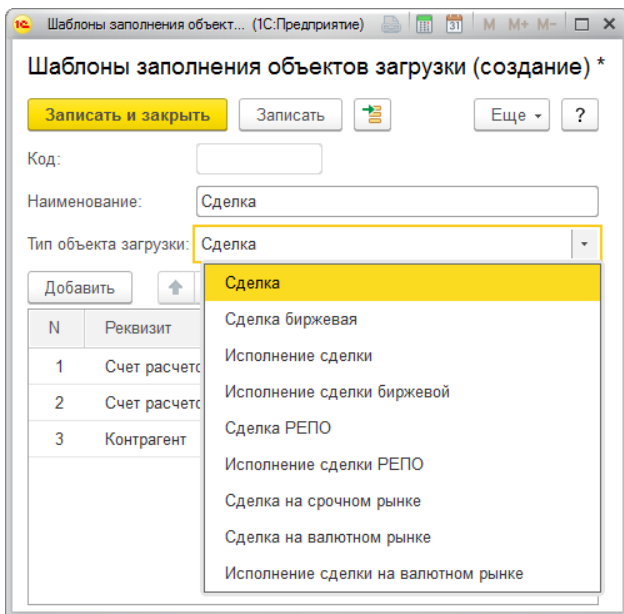 1С Шаблоны заполнения объект... (1С:Предприятие) 31 M M+ M-
Шаблоны заполнения объектов загрузки (создание) *
Записать и закрыть Записать Еще ?
Код:
Наименование: Сделка
Тип объекта загрузки: Сделка
Добавить
Сделка
N Реквизит
Сделка биржевая
1 Счет
Исполнение сделки
2 Счет
Исполнение сделки биржевой
3 Контрагент
Сделка РЕПО
Исполнение сделки РЕПО
Сделка на срочном рынке
Сделка на валютном рынке
Исполнение сделки на валютном рынке